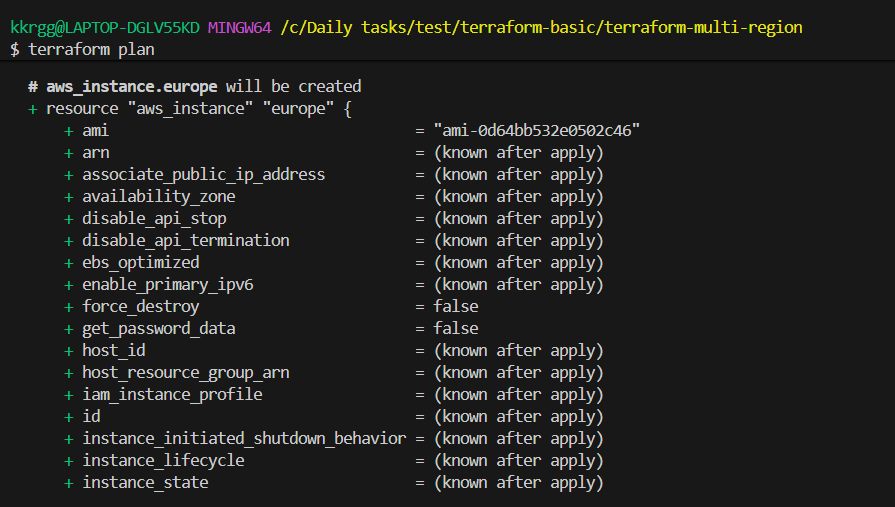 kkrgg@LAPTOP-DGLV55KD MINGW64 /c/Daily tasks/test/terraform-basic/terraform-multi-region
$ terraform plan
# aws_instance.europe will be created
+ resource "aws_instance" "europe" {
+ ami = "ami-0d64bb532e0502c46"
+ arn = (known after apply)
+ associate_public_ip_address = (known after apply)
+ availability_zone = (known after apply)
+ disable_api_stop = (known after apply)
+ disable_api_termination = (known after apply)
+ ebs_optimized = (known after apply)
+ enable_primary_ipv6 = (known after apply)
+ force_destroy = false
+ get_password_data = false
+ host_id = (known after apply)
+ host_resource_group_arn = (known after apply)
+ iam_instance_profile = (known after apply)
+ id = (known after apply)
+ instance_initiated_shutdown_behavior = (known after apply)
+ instance_lifecycle = (known after apply)
+ instance_state = (known after apply)